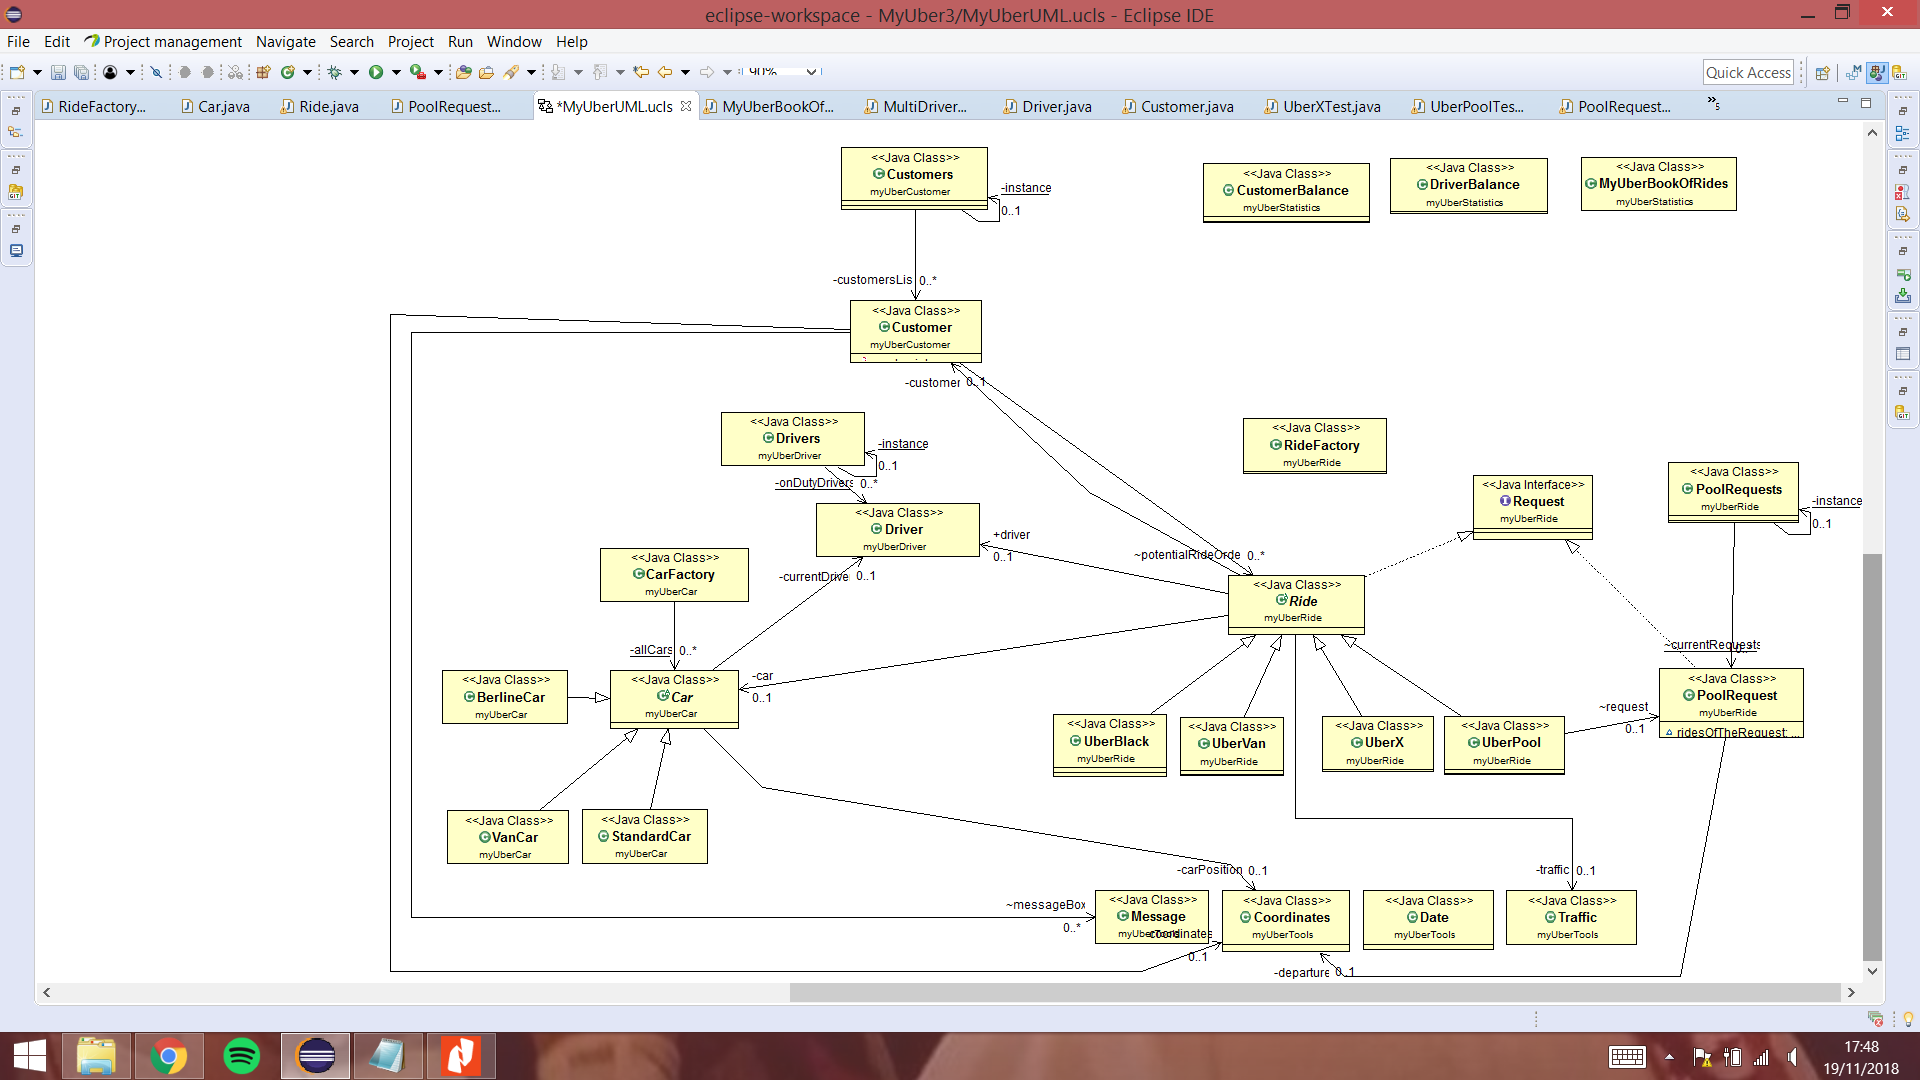 eclipse-workspace - MyUber3/MyUberUML.ucls - Eclipse IDE
File Edit Project management Navigate Search Project Run Window Help
90%
Quick Access
RideFactory... Car.java Ride.java PoolRequest... *MyUberUML.ucls MyUberBookOf... MultiDriver... Driver.java Customer.java UberXTest.java UberPoolTes... PoolRequest... »5
<<Java Class>>
Customers
myUberCustomer
-instance
0..1
<<Java Class>>
CustomerBalance
myUberStatistics
<<Java Class>>
DriverBalance
myUberStatistics
<<Java Class>>
MyUberBookOfRides
myUberStatistics
-customersLis 0..*
<<Java Class>>
Customer
myUberCustomer
-customer 0..1
<<Java Class>>
Drivers
myUberDriver
-instance
0..1
-onDutyDrivers 0..*
<<Java Class>>
RideFactory
myUberRide
<<Java Interface>>
Request
myUberRide
<<Java Class>>
PoolRequests
myUberRide
-instance
0..1
<<Java Class>>
Driver
myUberDriver
+driver
0..1
~potentialRideOrde 0..*
<<Java Class>>
CarFactory
myUberCar
-currentDrive 0..1
<<Java Class>>
Ride
myUberRide
-allCars 0..*
~currentRequests
0..*
<<Java Class>>
BerlineCar
myUberCar
<<Java Class>>
Car
myUberCar
-car
0..1
<<Java Class>>
PoolRequest
myUberRide
ridesOfTheRequest: ...
~request
0..1
<<Java Class>>
UberBlack
myUberRide
<<Java Class>>
UberVan
myUberRide
<<Java Class>>
UberX
myUberRide
<<Java Class>>
UberPool
myUberRide
<<Java Class>>
VanCar
myUberCar
<<Java Class>>
StandardCar
myUberCar
-carPosition 0..1
-traffic 0..1
~messageBox
0..*
<<Java Class>>
Message
myUberTools
coordinates
0..1
<<Java Class>>
Coordinates
myUberTools
<<Java Class>>
Date
myUberTools
<<Java Class>>
Traffic
myUberTools
-departure 0..1
17:48
19/11/2018